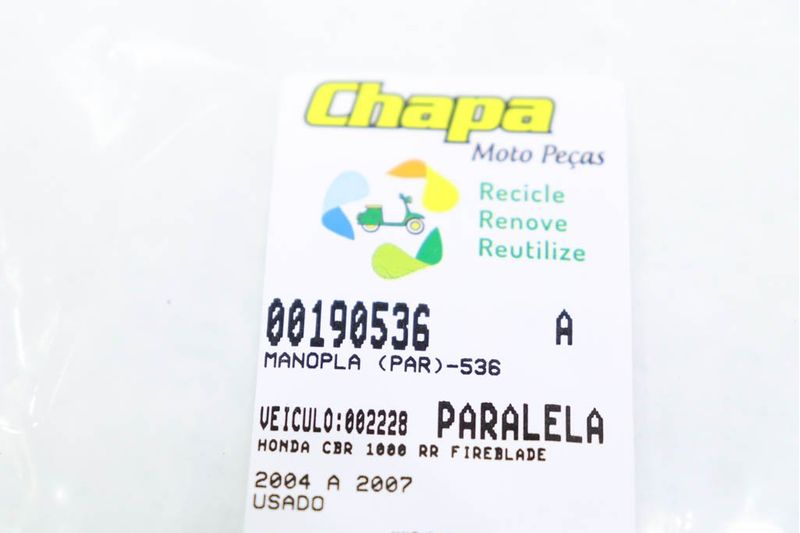 Chapa
Moto Peças
Recicle
Renove
Reutilize
00190536 A
MANOPLA (PAR)-536
VEICULO:002228 PARALELA
HONDA CBR 1000 RR FIREBLADE
2004 A 2007
USADO